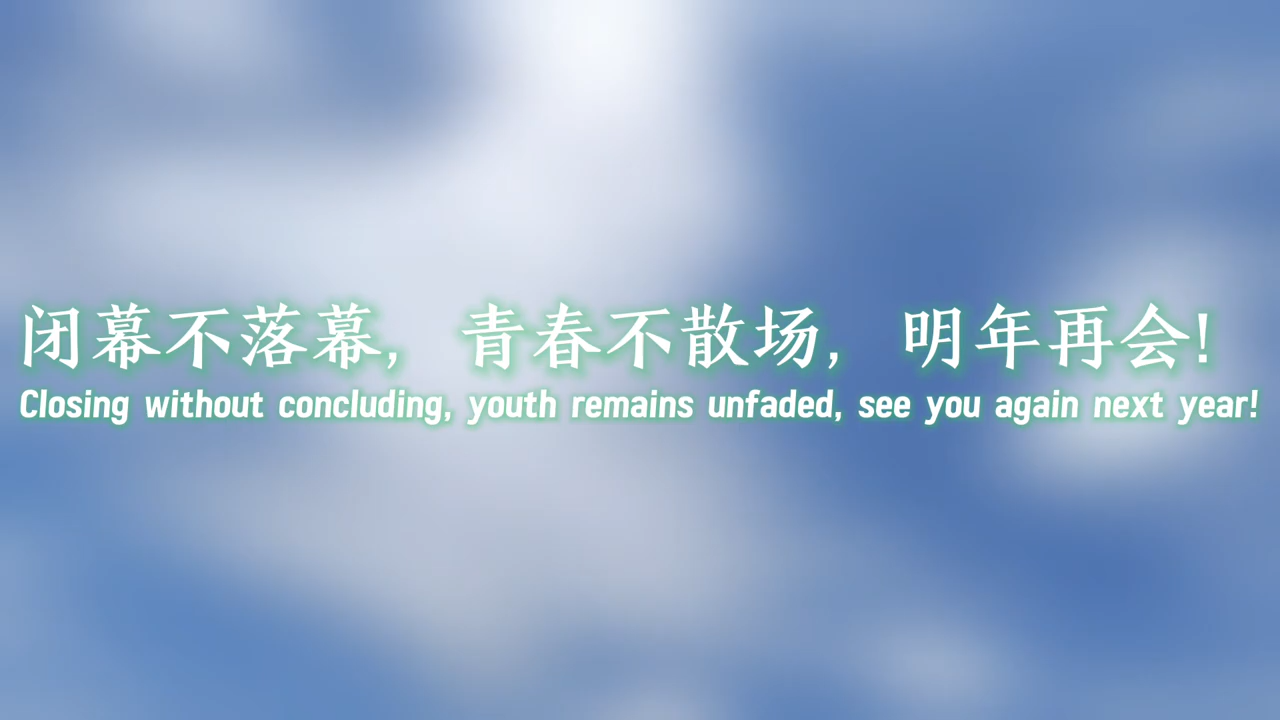 闭幕不落幕，青春不散场，明年再会！
Closing without concluding, youth remains unfaded, see you again next year!